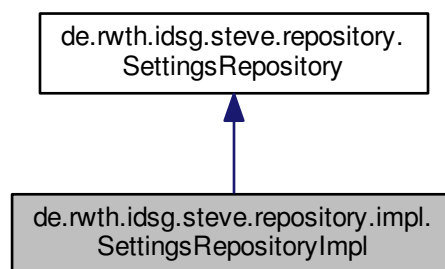 de.rwth.idsg.steve.repository.
SettingsRepository
de.rwth.idsg.steve.repository.impl.
SettingsRepositoryImpl